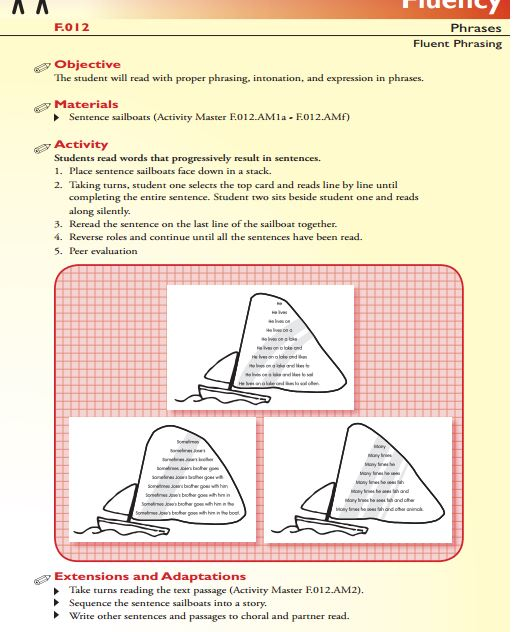 Fluency
F.012
Phrases
Fluent Phrasing
Objective
The student will read with proper phrasing, intonation, and expression in phrases.
Materials
Sentence sailboats (Activity Master F.012.AM1a - F.012.AMf)
Activity
Students read words that progressively result in sentences.
1. Place sentence sailboats face down in a stack.
2. Taking turns, student one selects the top card and reads line by line until
completing the entire sentence. Student two sits beside student one and reads
along silently.
3. Reread the sentence on the last line of the sailboat together.
4. Reverse roles and continue until all the sentences have been read.
5. Peer evaluation
He
He lives
He lives on
He lives on a
He lives on a lake
He lives on a lake and
He lives on a lake and likes
He lives on a lake and likes to
He lives on a lake and likes to sail
He lives on a lake and likes to sail often.
Sometimes
Sometimes Jose's
Sometimes Jose's brother
Sometimes Jose's brother goes
Sometimes Jose's brother goes with
Sometimes Jose's brother goes with him
Sometimes Jose's brother goes with him in
Sometimes Jose's brother goes with him in the
Sometimes Jose's brother goes with him in the boat.
Many
Many times
Many times he
Many times he sees
Many times he sees fish
Many times he sees fish and
Many times he sees fish and other
Many times he sees fish and other animals.
Extensions and Adaptations
Take turns reading the text passage (Activity Master F.012.AM2).
Sequence the sentence sailboats into a story.
Write other sentences and passages to choral and partner read.